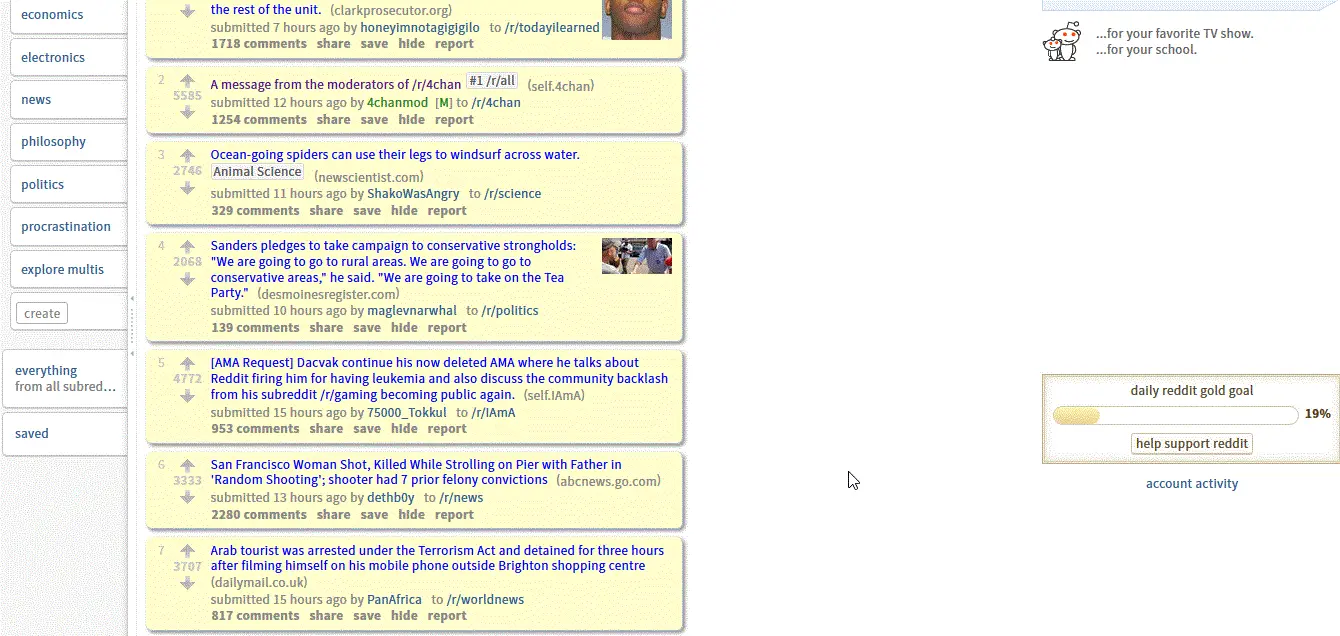 economics
electronics
news
philosophy
politics
procrastination
explore multis
create
everything
from all subred...
saved
the rest of the unit. (clarkprosecutor.org)
submitted 7 hours ago by honeyimnotagigigilo to /r/todayilearned
1718 comments share save hide report
2
5585
A message from the moderators of /r/4chan #1 /r/all (self.4chan)
submitted 12 hours ago by 4chanmod [M] to /r/4chan
1254 comments share save hide report
3
2746
Ocean-going spiders can use their legs to windsurf across water.
Animal Science (newscientist.com)
submitted 11 hours ago by ShakoWasAngry to /r/science
329 comments share save hide report
4
2068
Sanders pledges to take campaign to conservative strongholds:
"We are going to go to rural areas. We are going to go to
conservative areas," he said. "We are going to take on the Tea
Party." (desmoinesregister.com)
submitted 10 hours ago by maglevnarwhal to /r/politics
139 comments share save hide report
5
4772
[AMA Request] Dacvak continue his now deleted AMA where he talks about
Reddit firing him for having leukemia and also discuss the community backlash
from his subreddit /r/gaming becoming public again. (self.IAmA)
submitted 15 hours ago by 75000_Tokkul to /r/IAmA
953 comments share save hide report
6
3333
San Francisco Woman Shot, Killed While Strolling on Pier with Father in
'Random Shooting'; shooter had 7 prior felony convictions (abcnews.go.com)
submitted 13 hours ago by dethb0y to /r/news
2280 comments share save hide report
7
3707
Arab tourist was arrested under the Terrorism Act and detained for three hours
after filming himself on his mobile phone outside Brighton shopping centre
(dailymail.co.uk)
submitted 15 hours ago by PanAfrica to /r/worldnews
817 comments share save hide report
...for your favorite TV show.
...for your school.
daily reddit gold goal
19%
help support reddit
account activity